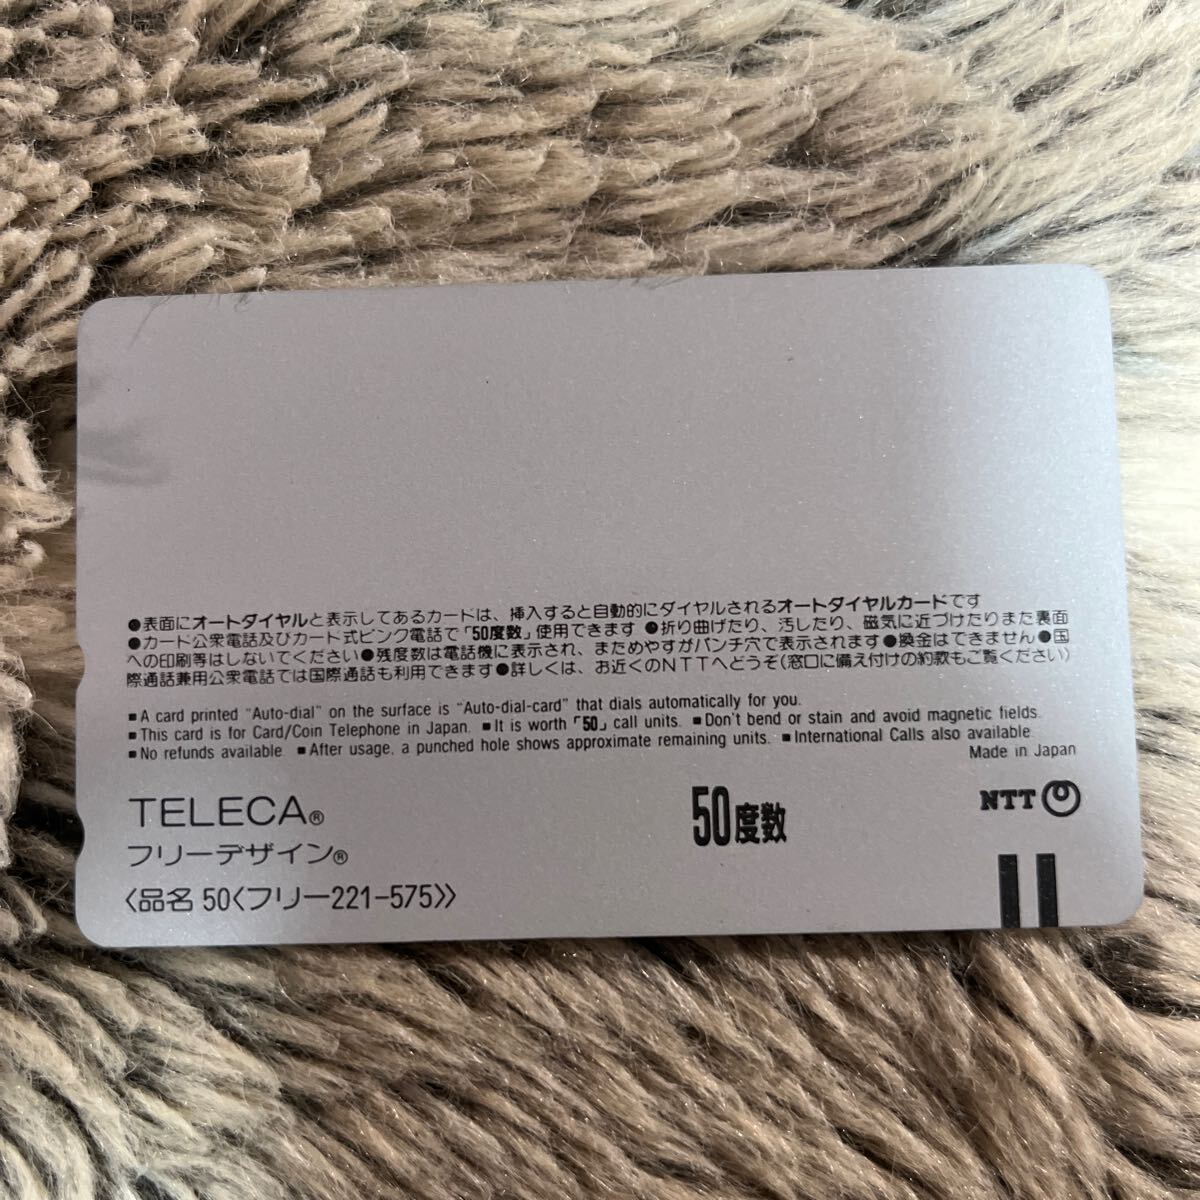 ●表面にオートダイヤルと表示してあるカードは、挿入すると自動的にダイヤルされるオートダイヤルカードです
●カード公衆電話及びカード式ピンク電話で「50度数」使用できます ●折り曲げたり、汚したり、磁気に近づけたりまた裏面
への印刷等はしないでください●残度数は電話機に表示され、まためやすがパンチ穴で表示されます●換金はできません●国
際通話兼用公衆電話では国際通話も利用できます●詳しくは、お近くのNTTへどうぞ(窓口に備え付けの約款もご覧ください)
■A card printed "Auto-dial" on the surface is "Auto-dial-card" that dials automatically for you.
■This card is for Card/Coin Telephone in Japan. ■It is worth「50」call units. ■Don't bend or stain and avoid magnetic fields.
■No refunds available ■After usage, a punched hole shows approximate remaining units. ■International Calls also available.
Made in Japan
TELECA®
フリーデザイン®
〈品名 50〈フリー221-575〉〉
50度数
NTT